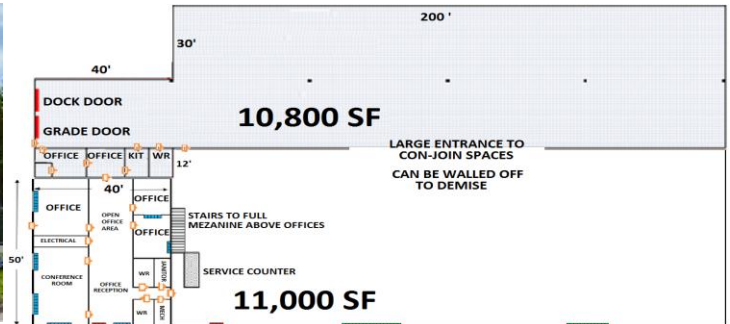 200 '
30'
40'
DOCK DOOR
10,800 SF
GRADE DOOR
LARGE ENTRANCE TO
CON-JOIN SPACES
OFFICE
OFFICE
KIT
WR
12'
CAN BE WALLED OFF
TO DEMISE
40'
OFFICE
OFFICE
OPEN
OFFICE
AREA
STAIRS TO FULL
MEZANINE ABOVE OFFICES
OFFICE
ELECTRICAL
50'
CONFERENCE
ROOM
OFFICE
RECEPTION
WR
JANITOR
SERVICE COUNTER
11,000 SF
WR
MECH